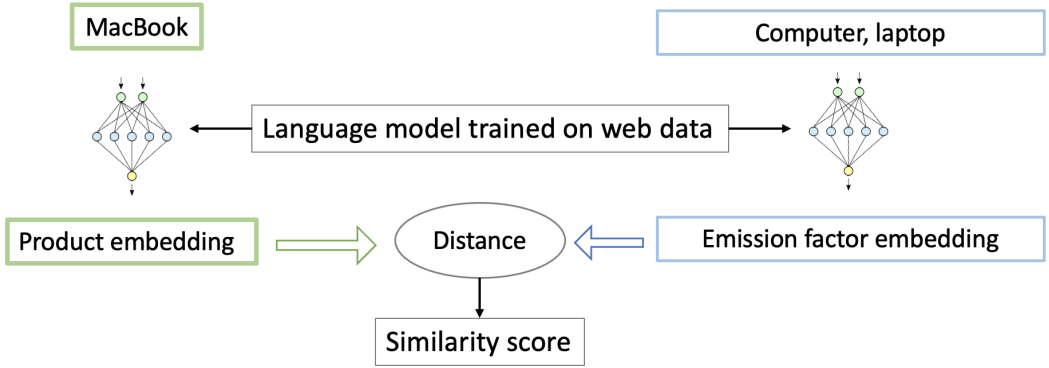 MacBook
Computer, laptop
Language model trained on web data
Product embedding
Distance
Emission factor embedding
Similarity score